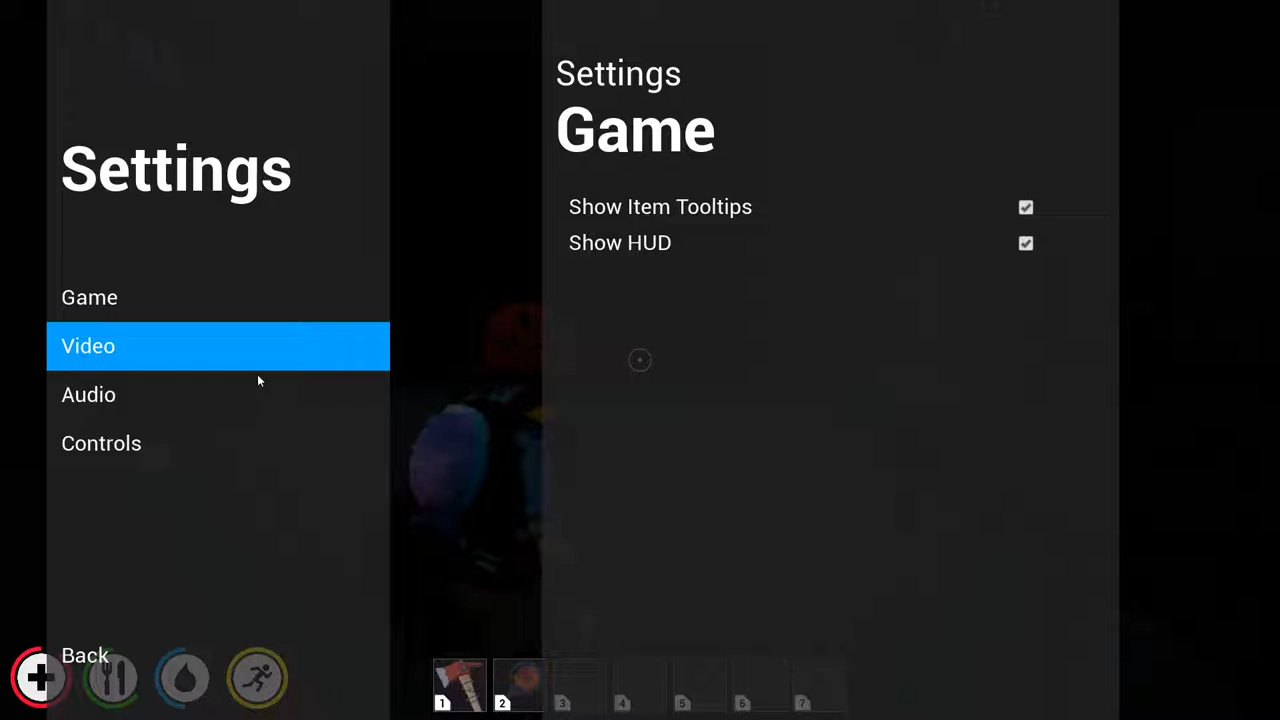 Settings
Game
Video
Audio
Controls
Back
Settings
Game
Show Item Tooltips
Show HUD
1
2
3
4
5
6
7